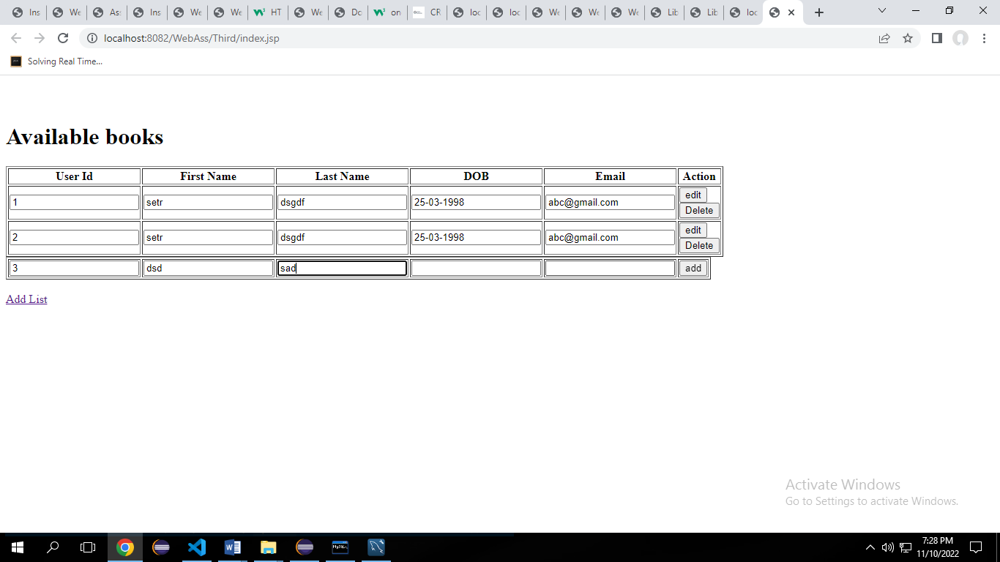 Ins We As: Ins We We HT We Do on CR loc loc We We We Lib Lib loc
localhost:8082/WebAss/Third/index.jsp
Solving Real Time...
Available books
User Id First Name Last Name DOB Email Action
1 setr dsgdf 25-03-1998 abc@gmail.com edit
Delete
2 setr dsgdf 25-03-1998 abc@gmail.com edit
Delete
3 dsd sad add
Add List
Activate Windows
Go to Settings to activate Windows.
7:28 PM
11/10/2022